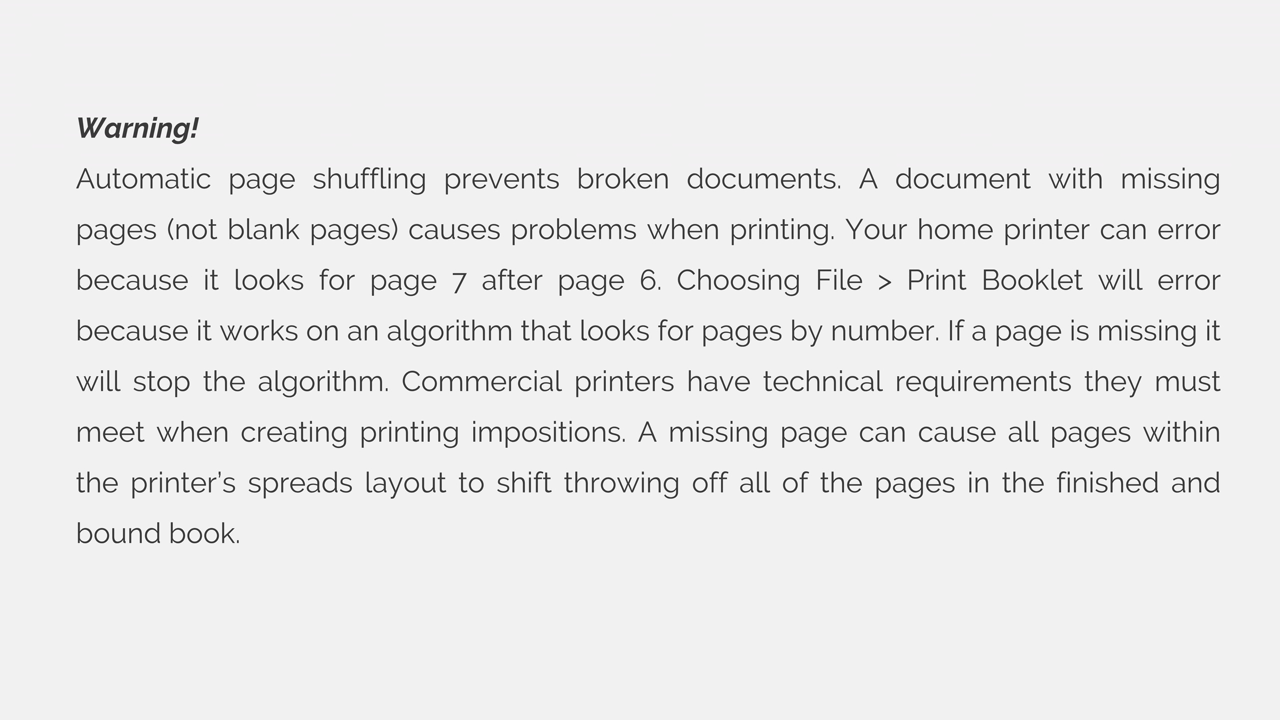 Warning!
Automatic page shuffling prevents broken documents. A document with missing
pages (not blank pages) causes problems when printing. Your home printer can error
because it looks for page 7 after page 6. Choosing File > Print Booklet will error
because it works on an algorithm that looks for pages by number. If a page is missing it
will stop the algorithm. Commercial printers have technical requirements they must
meet when creating printing impositions. A missing page can cause all pages within
the printer’s spreads layout to shift throwing off all of the pages in the finished and
bound book.